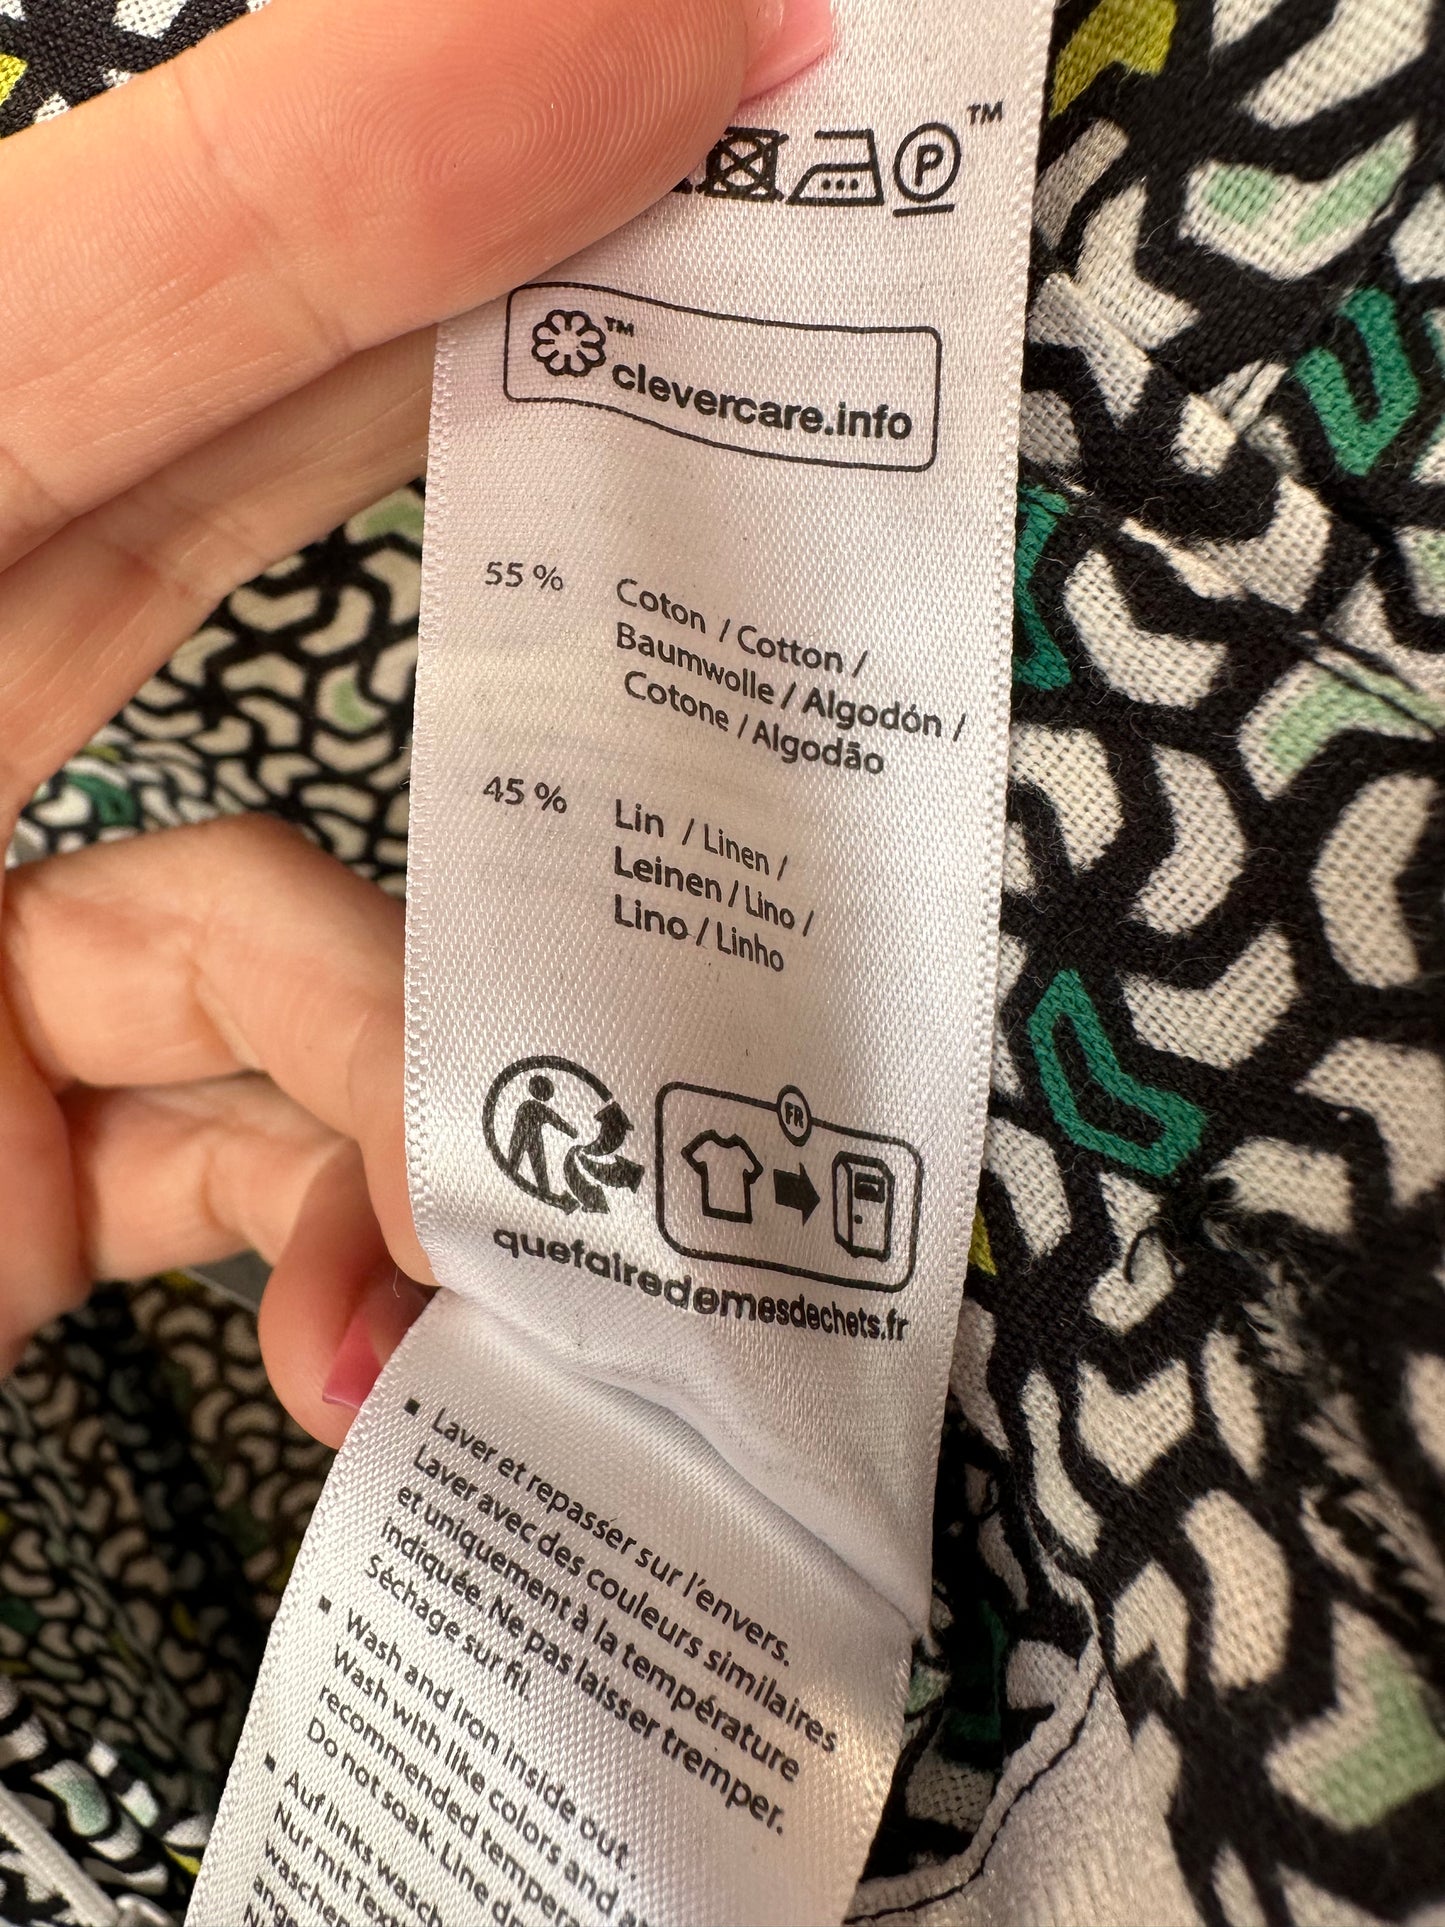 P ™
™ clevercare.info
55 % Coton / Cotton /
Baumwolle / Algodón /
Cotone / Algodão
45 % Lin / Linen /
Leinen / Lino /
Lino / Linho
FR
quefairedemesdechets.fr
▪ Laver et repasser sur l'envers.
Laver avec des couleurs similaires
et uniquement à la température
indiquée. Ne pas laisser tremper.
Séchage sur fil.
▪ Wash and iron inside out.
Wash with like colors and
recommended
Do not soak. Line
▪ Auf links
Nur mit